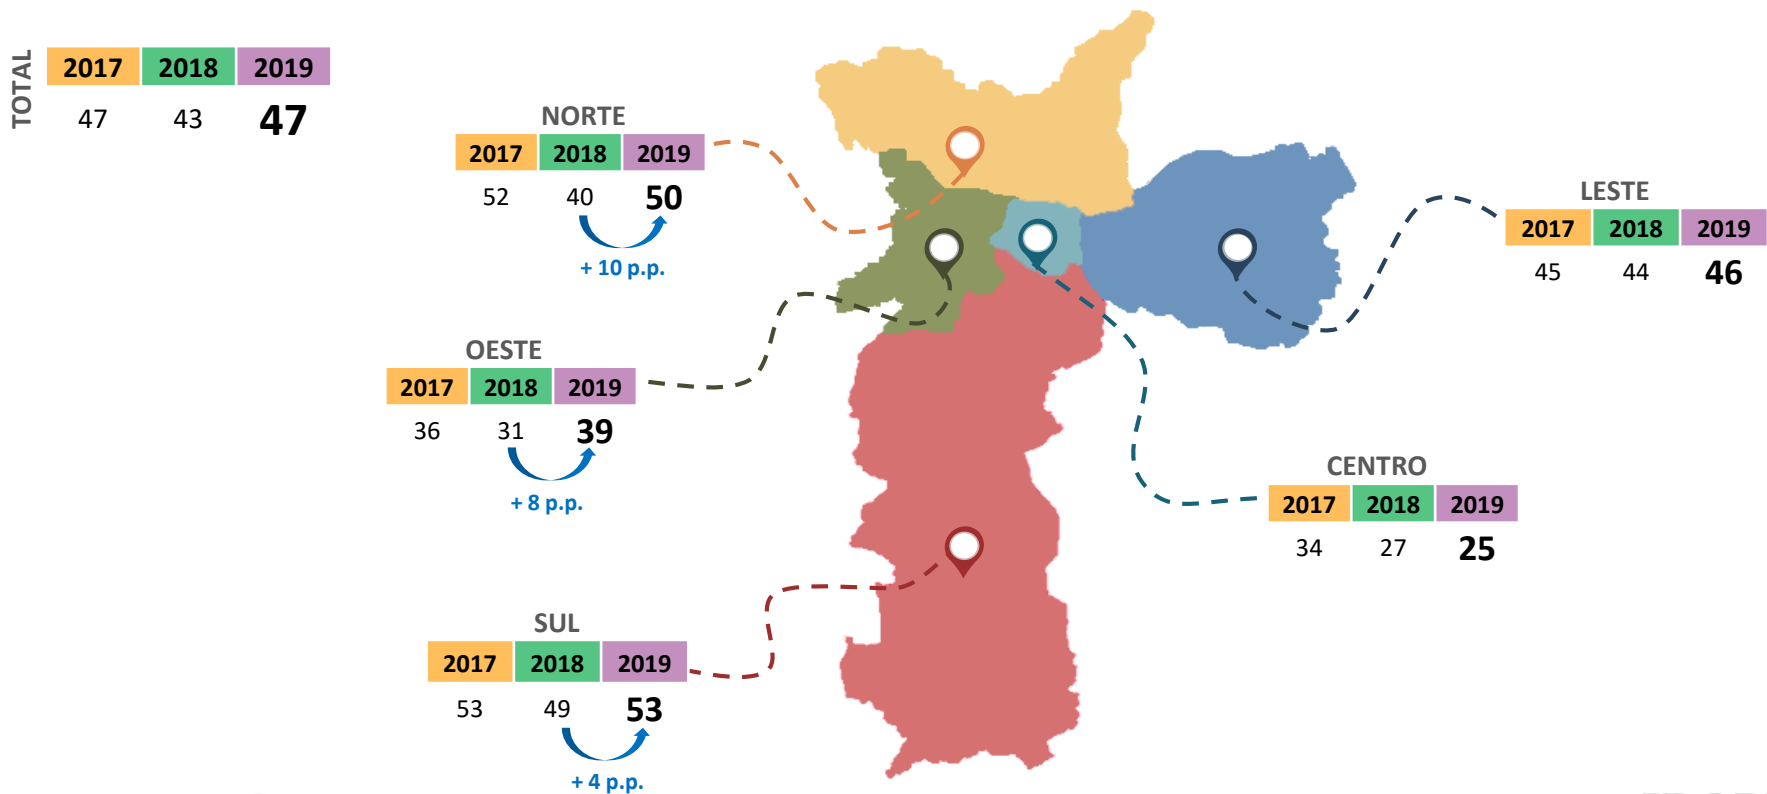 TOTAL
2017 2018 2019
47 43 47
NORTE
2017 2018 2019
52 40 50
+ 10 p.p.
LESTE
2017 2018 2019
45 44 46
OESTE
2017 2018 2019
36 31 39
+ 8 p.p.
CENTRO
2017 2018 2019
34 27 25
SUL
2017 2018 2019
53 49 53
+ 4 p.p.